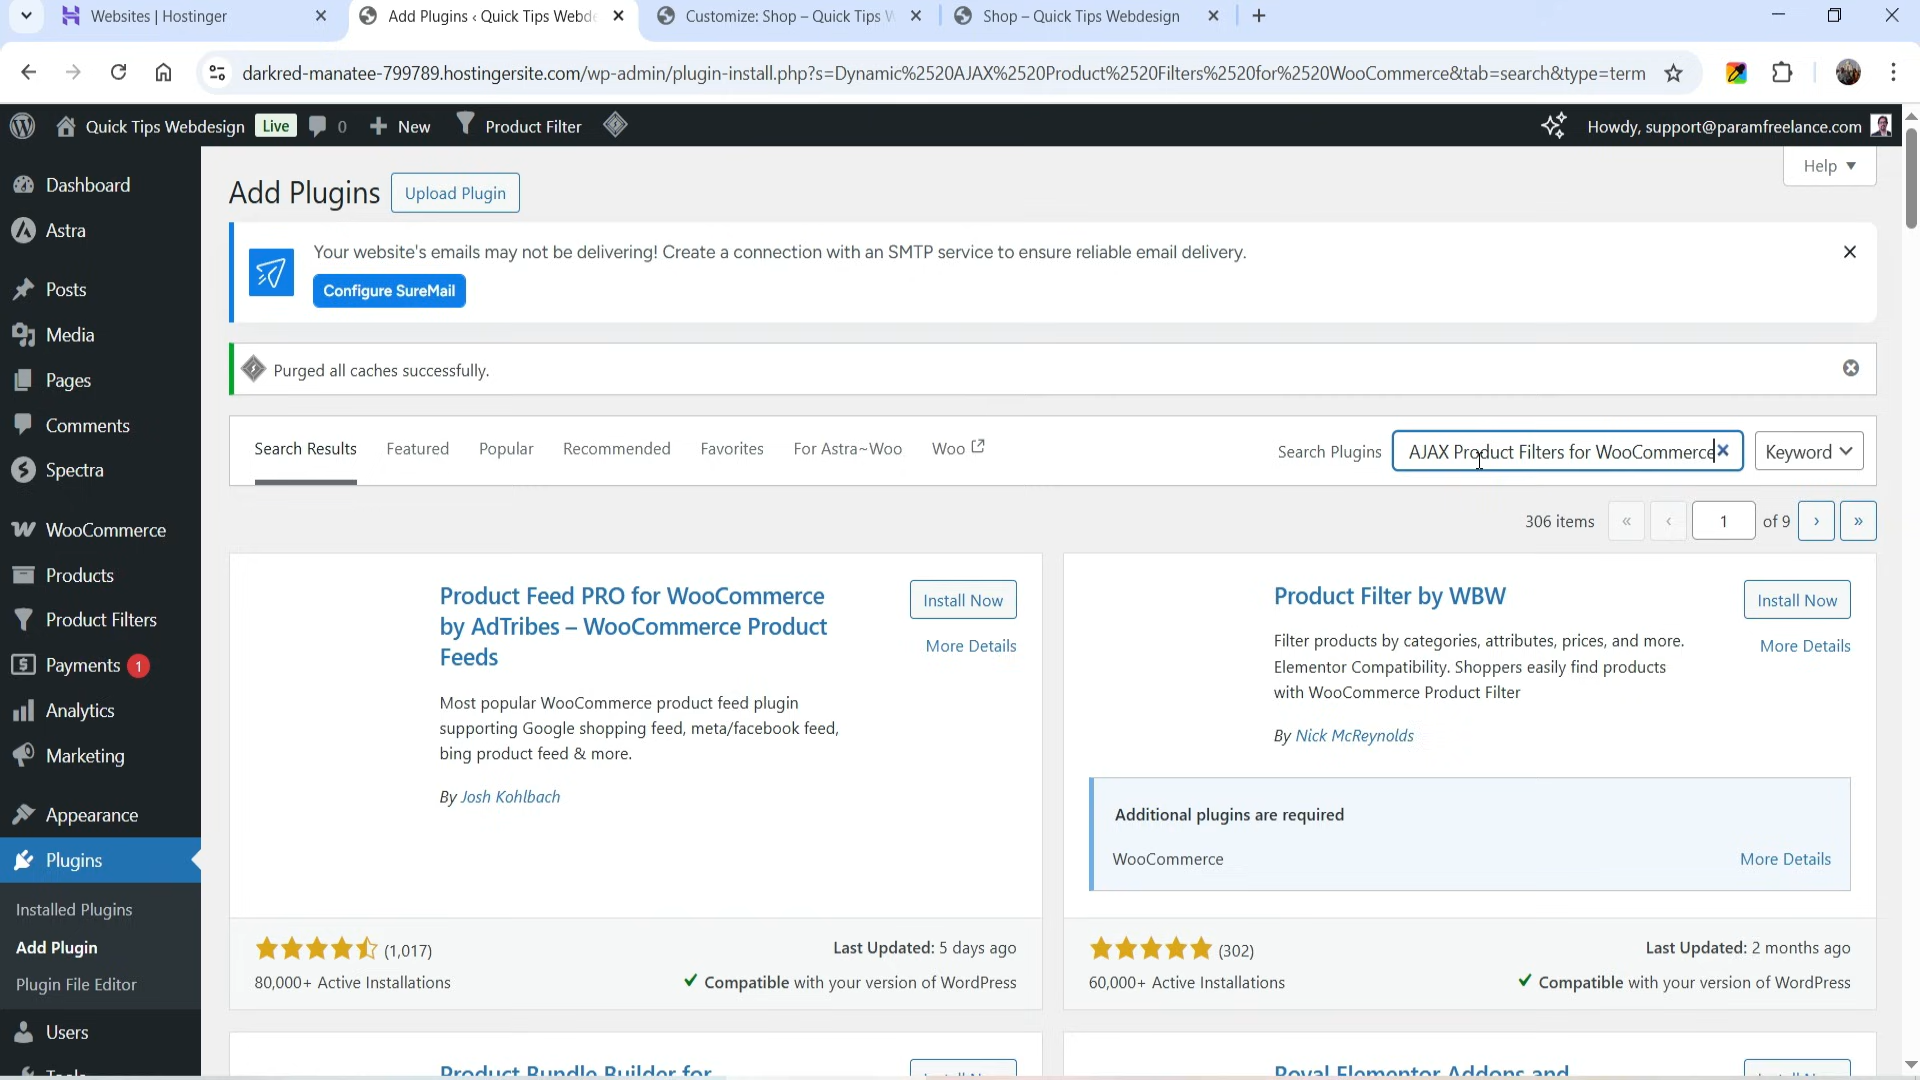 Websites | Hostinger
Add Plugins ‹ Quick Tips Webde
Customize: Shop – Quick Tips W
Shop – Quick Tips Webdesign
darkred-manatee-799789.hostingersite.com/wp-admin/plugin-install.php?s=Dynamic%2520AJAX%2520Product%2520Filters%2520for%2520WooCommerce&tab=search&type=term
Quick Tips Webdesign
Live
0
New
Product Filter
Howdy, support@paramfreelance.com
Dashboard
Astra
Posts
Media
Pages
Comments
Spectra
WooCommerce
Products
Product Filters
Payments 1
Analytics
Marketing
Appearance
Plugins
Installed Plugins
Add Plugin
Plugin File Editor
Users
Help
Add Plugins
Upload Plugin
Your website's emails may not be delivering! Create a connection with an SMTP service to ensure reliable email delivery.
Configure SureMail
Purged all caches successfully.
Search Results
Featured
Popular
Recommended
Favorites
For Astra~Woo
Woo
Search Plugins
AJAX Product Filters for WooCommerce
Keyword
306 items
«
‹
1
of 9
›
»
Product Feed PRO for WooCommerce
by AdTribes – WooCommerce Product
Feeds
Install Now
More Details
Most popular WooCommerce product feed plugin
supporting Google shopping feed, meta/facebook feed,
bing product feed & more.
By Josh Kohlbach
(1,017)
80,000+ Active Installations
Last Updated: 5 days ago
Compatible with your version of WordPress
Product Filter by WBW
Install Now
More Details
Filter products by categories, attributes, prices, and more.
Elementor Compatibility. Shoppers easily find products
with WooCommerce Product Filter
By Nick McReynolds
Additional plugins are required
WooCommerce
More Details
(302)
60,000+ Active Installations
Last Updated: 2 months ago
Compatible with your version of WordPress
Product Bundle Builder for
Royal Elementor Addons and